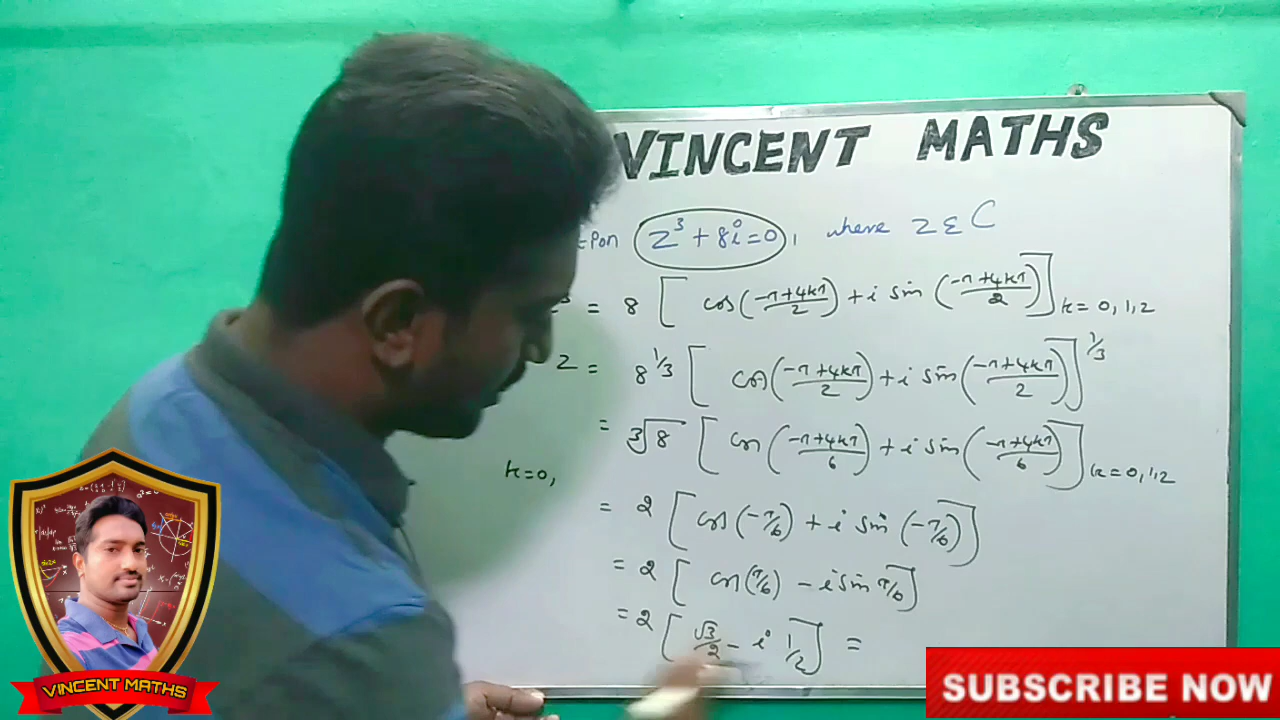 VINCENT MATHS
z³ + 8i = 0, where z ∈ C
= 8 [ cos(-π+4kπ/2) + i sin (-π+4kπ/2) ] k = 0, 1, 2
z = 8^1/3 [ cos(-π+4kπ/2) + i sin(-π+4kπ/2) ]^1/3
= ³√8 [ cos (-π+4kπ/6) + i sin(-π+4kπ/6) ] k = 0, 1, 2
k = 0,
= 2 [ cos(-π/6) + i sin (-π/6) ]
= 2 [ cos(π/6) - i sin π/6 ]
= 2 [ √3/2 - i 1/2 ] =
VINCENT MATHS
SUBSCRIBE NOW